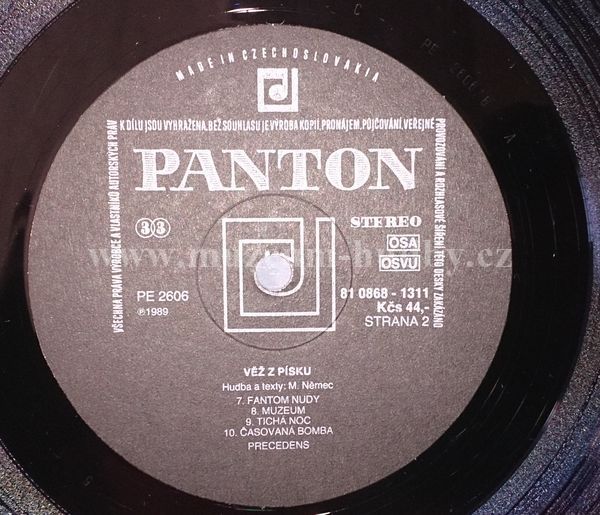 MADE IN CZECHOSLOVAKIA
VŠECHNA PRÁVA VÝROBCE A VLASTNÍKŮ AUTORSKÝCH PRÁV
K DÍLU JSOU VYHRAŽENA. BEZ SOUHLASU JE VÝROBA KOPIÍ, PRONÁJEM, PŮJČOVÁNÍ, VEŘEJNÉ
PROVOZOVÁNÍ A ROZHLASOVÉ ŠÍŘENÍ TÉTO DESKY ZAKÁZÁNO
PANTON
33
STEREO
OSA
OSVU
www.muzeum-hudby.cz
PE 2606
81 0868 - 1311
℗1989
Kčs 44,-
STRANA 2
VĚŽ Z PÍSKU
Hudba a texty: M. Němec
7. FANTOM NUDY
8. MUZEUM
9. TICHÁ NOC
10. ČASOVANÁ BOMBA
PRECEDENS